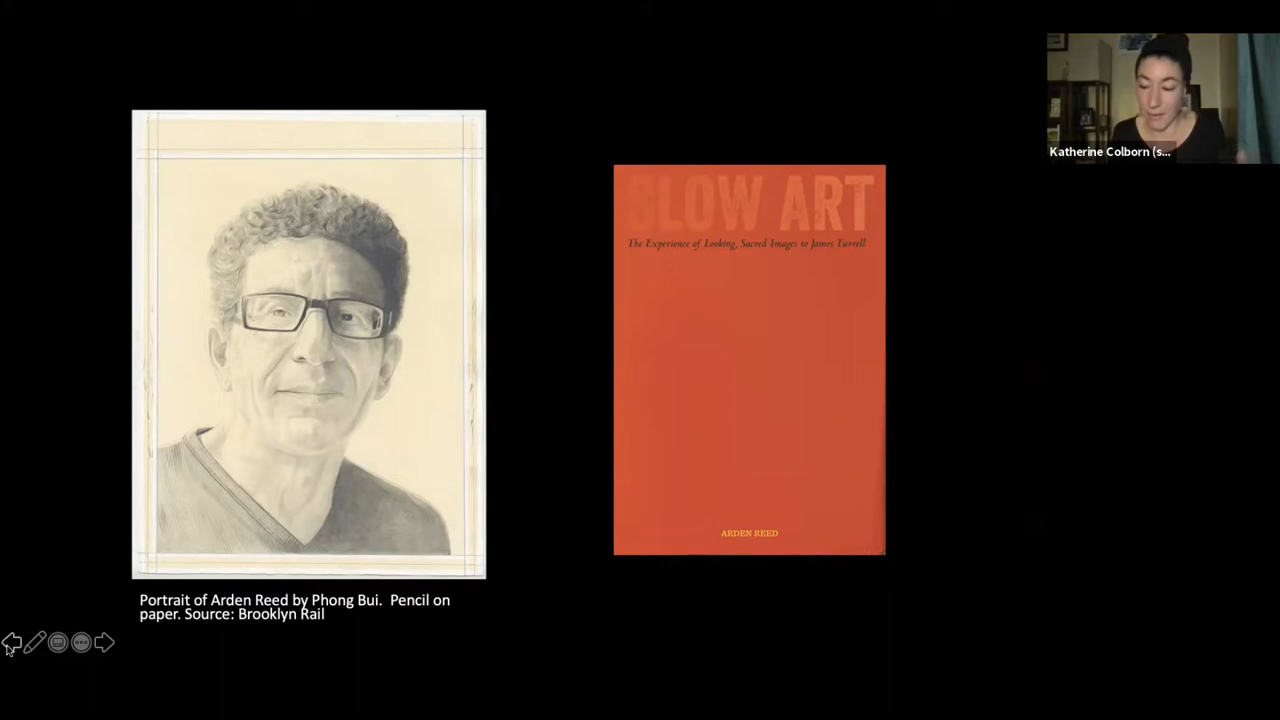 Katherine Colborn (s...
SLOW ART
The Experience of Looking, Sacred Images to James Turrell
ARDEN REED
Portrait of Arden Reed by Phong Bui. Pencil on
paper. Source: Brooklyn Rail